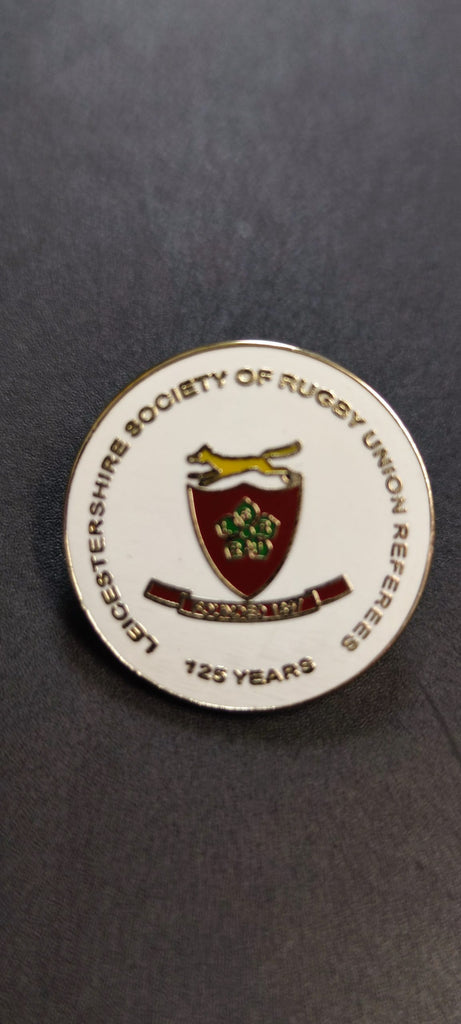 LEICESTERSHIRE SOCIETY OF RUGBY UNION REFEREES
125 YEARS